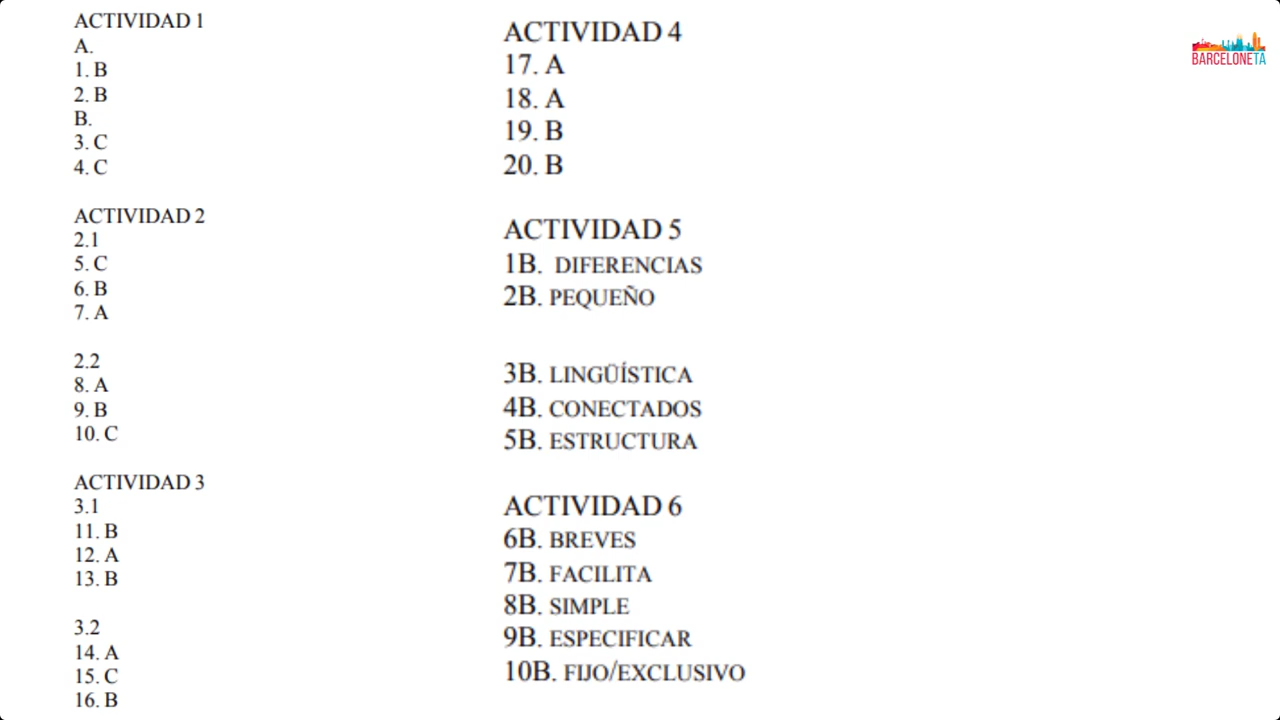 ACTIVIDAD 1
A.
1. B
2. B
B.
3. C
4. C
ACTIVIDAD 2
2.1
5. C
6. B
7. A
2.2
8. A
9. B
10. C
ACTIVIDAD 3
3.1
11. B
12. A
13. B
3.2
14. A
15. C
16. B
ACTIVIDAD 4
17. A
18. A
19. B
20. B
ACTIVIDAD 5
1B. DIFERENCIAS
2B. PEQUEÑO
3B. LINGÜÍSTICA
4B. CONECTADOS
5B. ESTRUCTURA
ACTIVIDAD 6
6B. BREVES
7B. FACILITA
8B. SIMPLE
9B. ESPECIFICAR
10B. FIJO/EXCLUSIVO
BARCELONETA